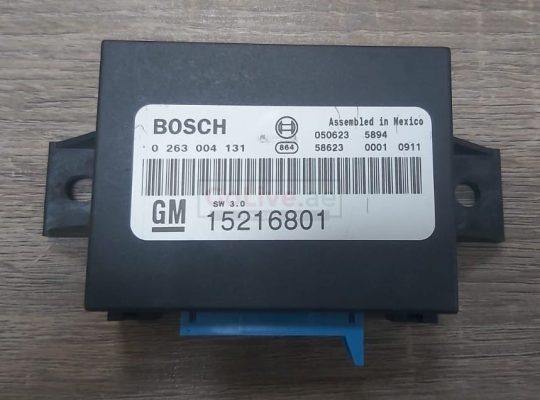 BOSCH
Assembled in Mexico
050623 5894
0 263 004 131
864
58623 0001 0911
GM
SW 3.0
15216801